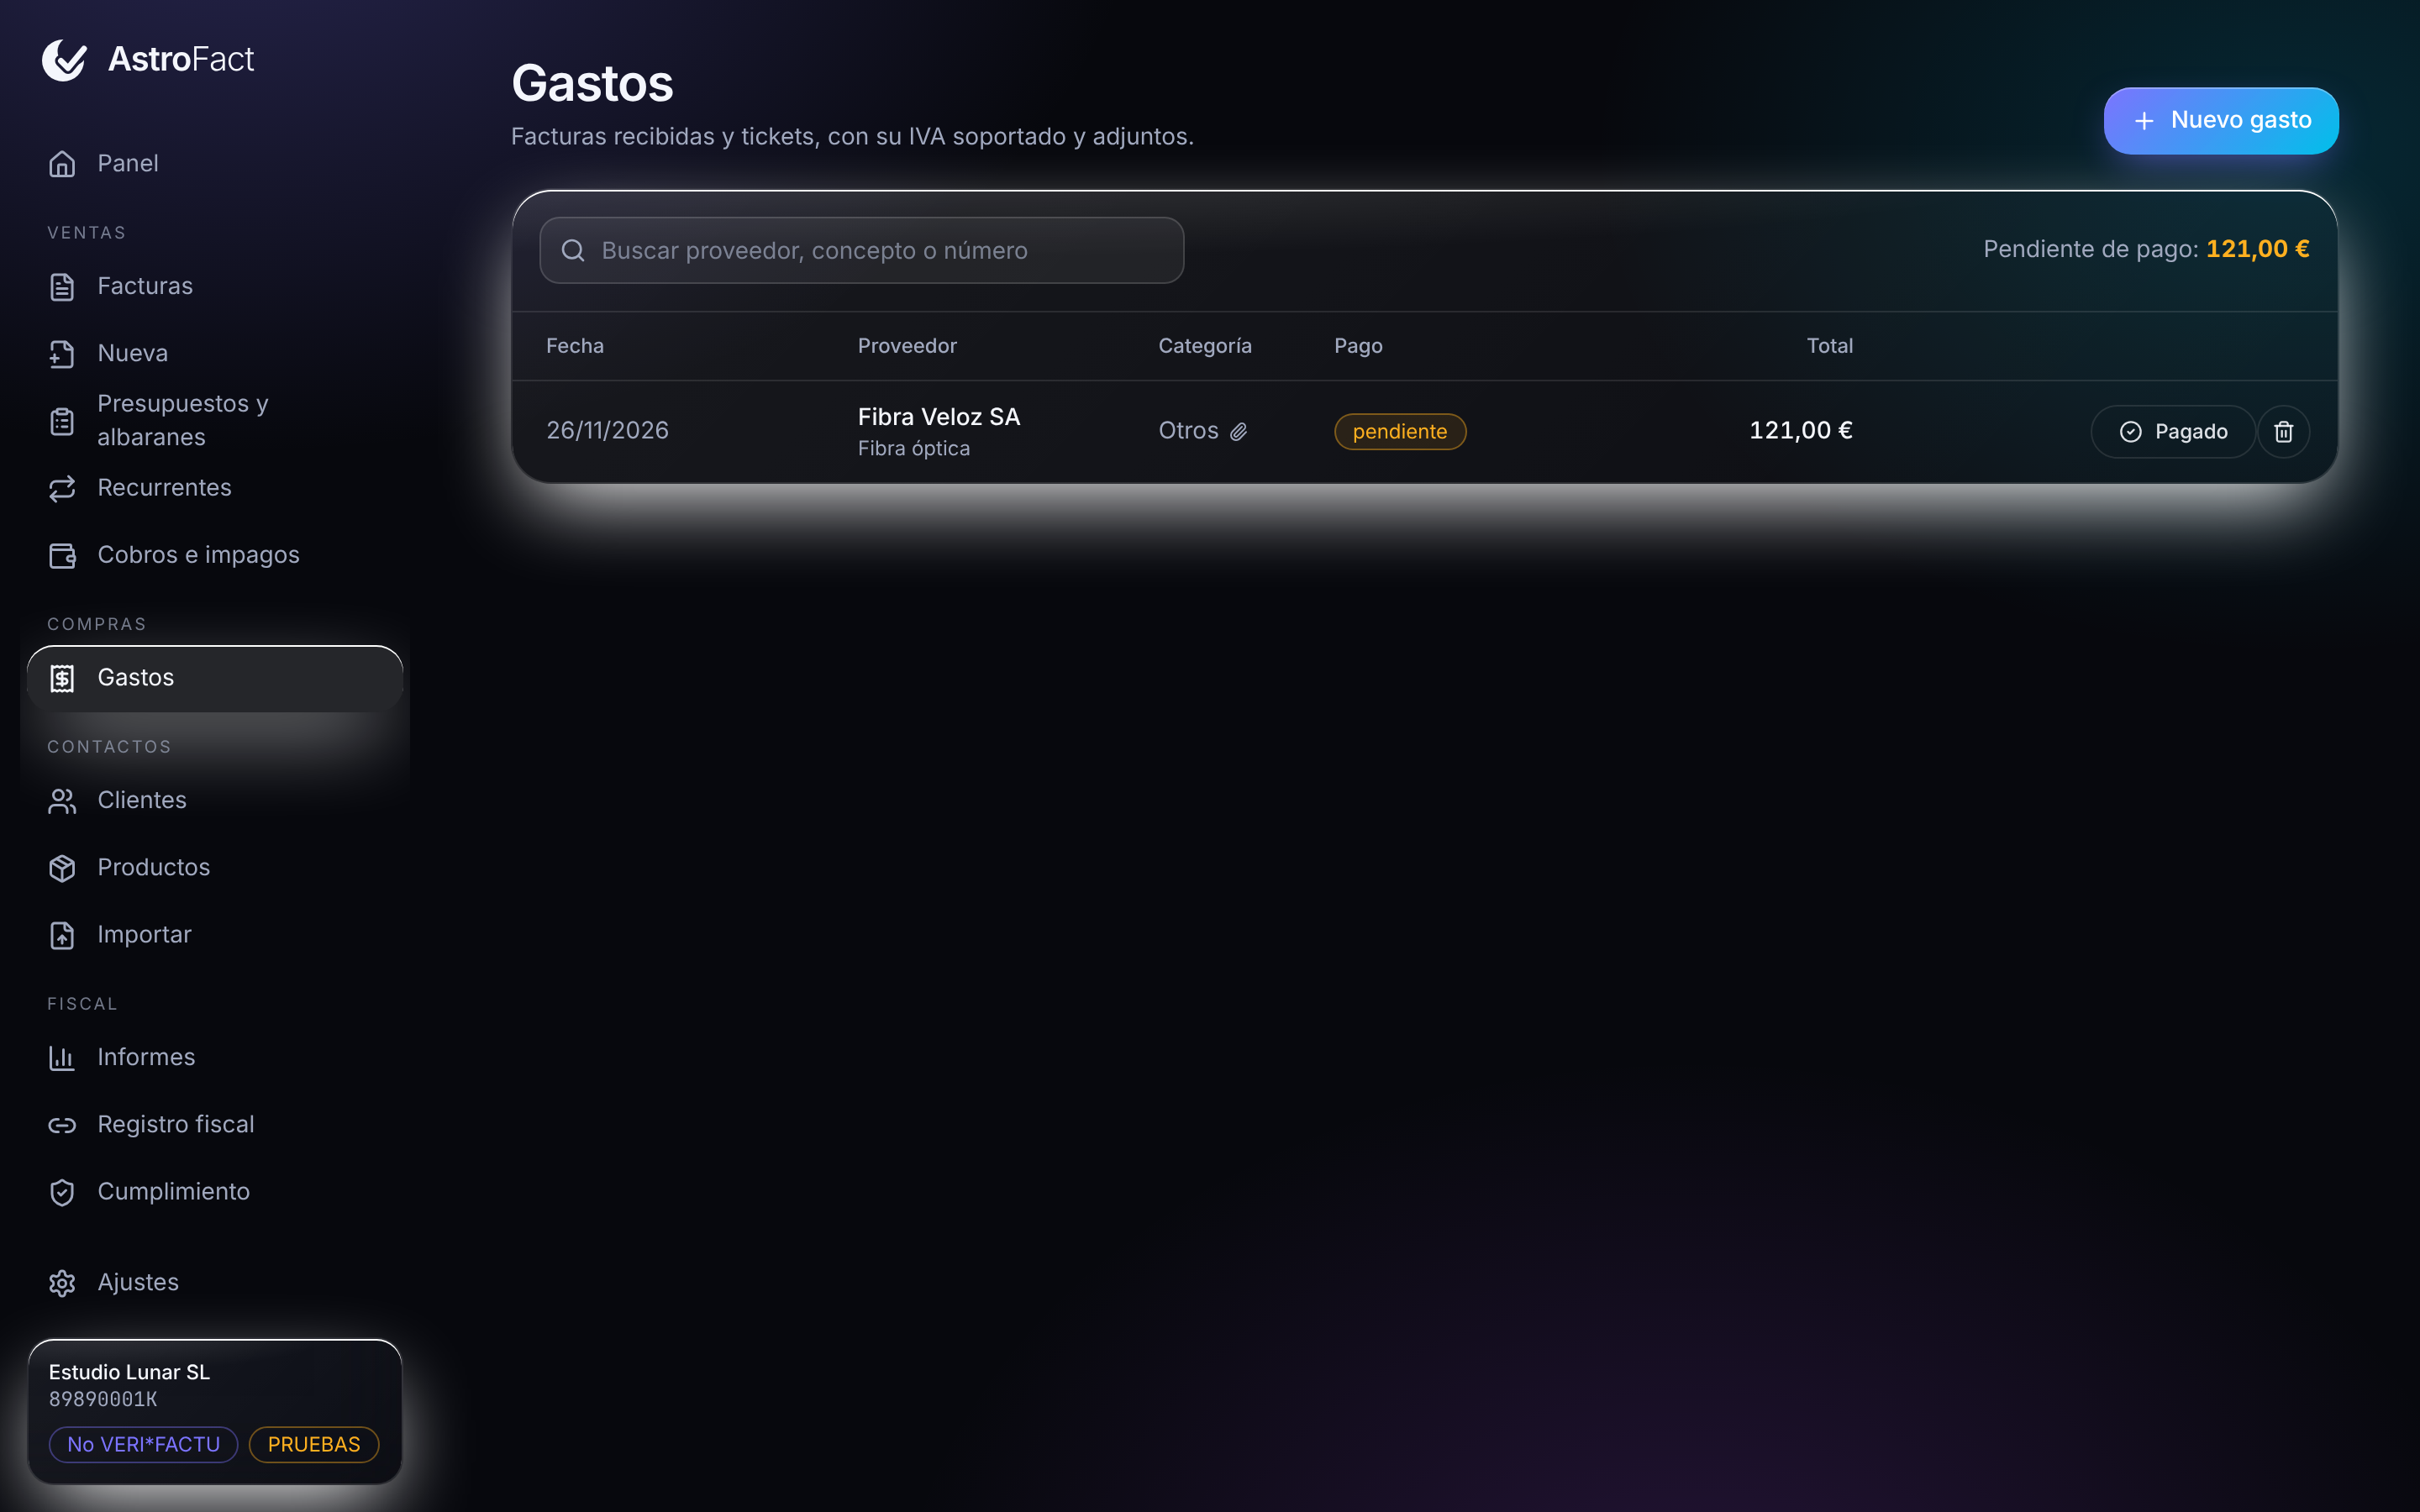 AstroFact
Panel
VENTAS
Facturas
Nueva
Presupuestos y
albaranes
Recurrentes
Cobros e impagos
COMPRAS
Gastos
CONTACTOS
Clientes
Productos
Importar
FISCAL
Informes
Registro fiscal
Cumplimiento
Ajustes
Estudio Lunar SL
89890001K
No VERI*FACTU PRUEBAS
Gastos
Facturas recibidas y tickets, con su IVA soportado y adjuntos.
Nuevo gasto
Buscar proveedor, concepto o número
Pendiente de pago: 121,00 €
Fecha Proveedor Categoría Pago Total
26/11/2026 Fibra Veloz SA Otros pendiente 121,00 € Pagado
Fibra óptica